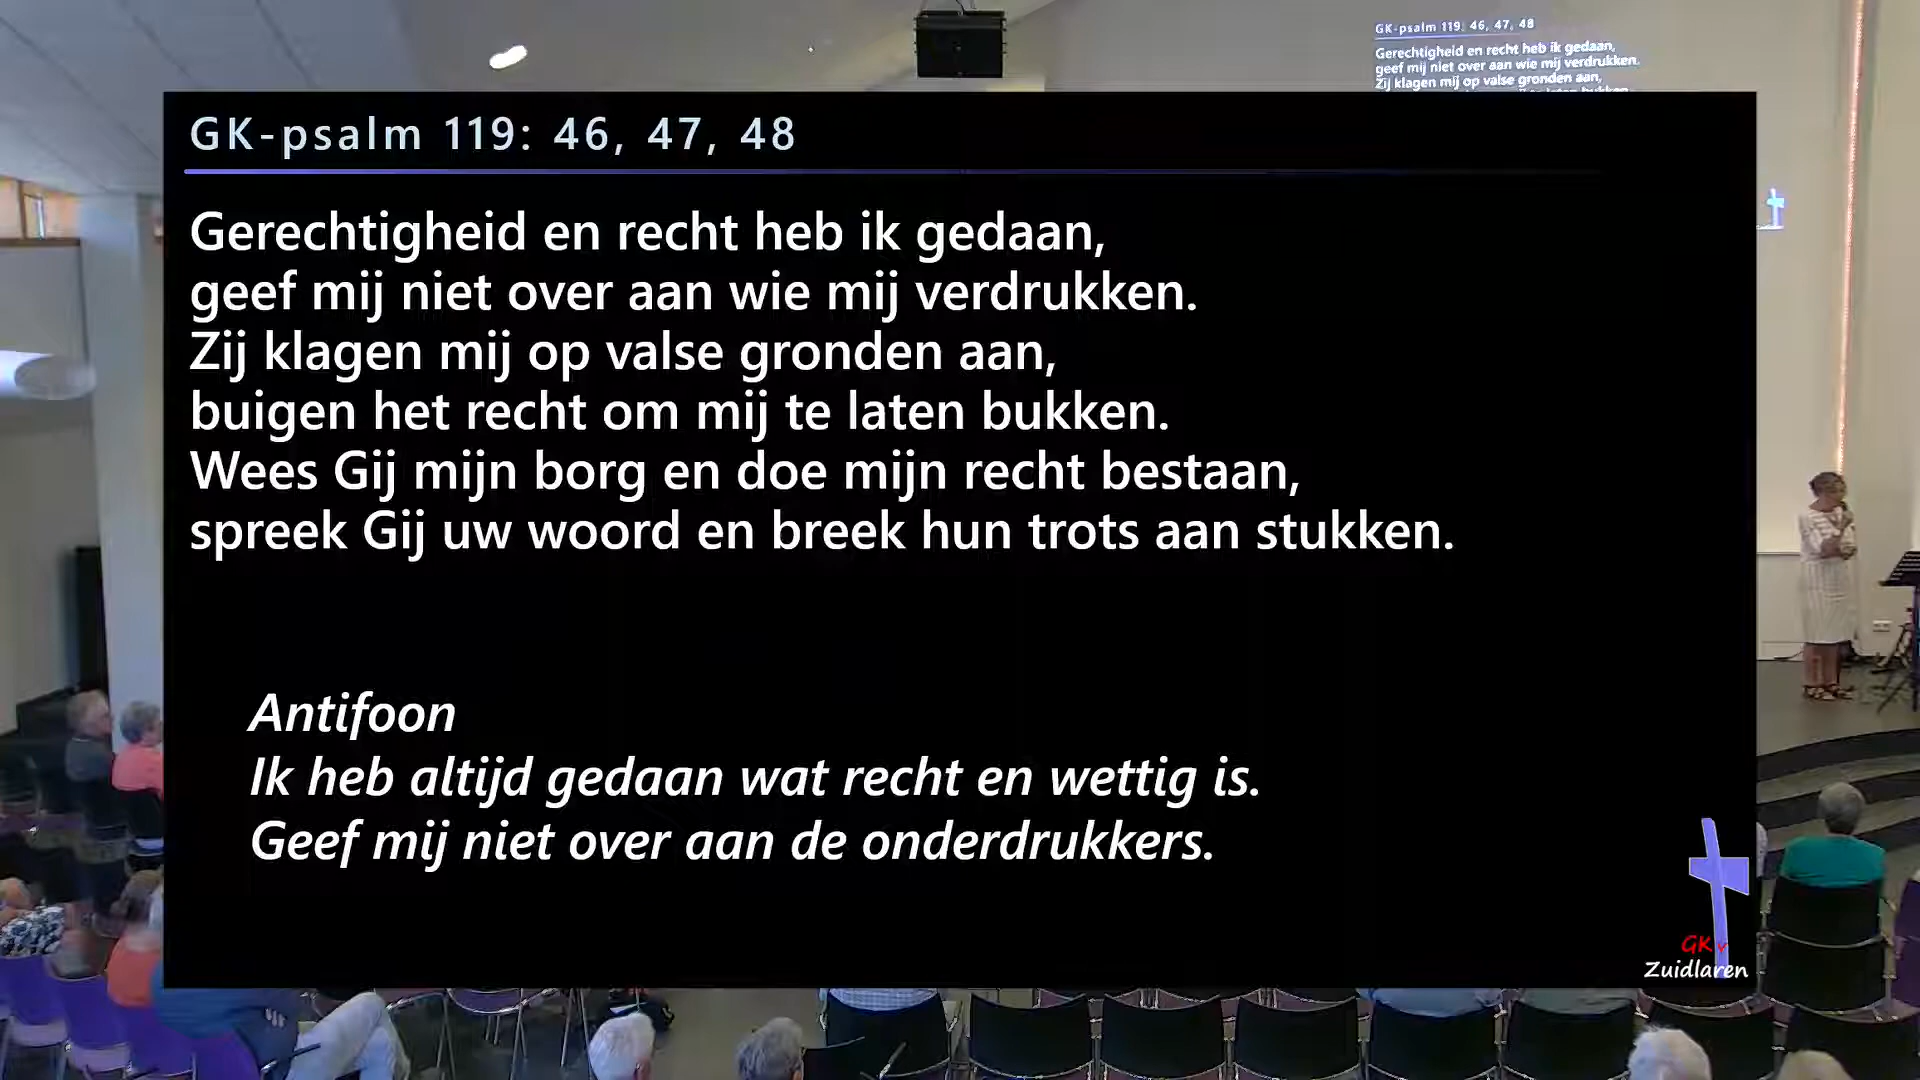 GK-psalm 119: 46, 47, 48
Gerechtigheid en recht heb ik gedaan,
geef mij niet over aan wie mij verdrukken.
Zij klagen mij op valse gronden aan,
GK-psalm 119: 46, 47, 48
Gerechtigheid en recht heb ik gedaan,
geef mij niet over aan wie mij verdrukken.
Zij klagen mij op valse gronden aan,
buigen het recht om mij te laten bukken.
Wees Gij mijn borg en doe mijn recht bestaan,
spreek Gij uw woord en breek hun trots aan stukken.
Antifoon
Ik heb altijd gedaan wat recht en wettig is.
Geef mij niet over aan de onderdrukkers.
GKv
Zuidlaren